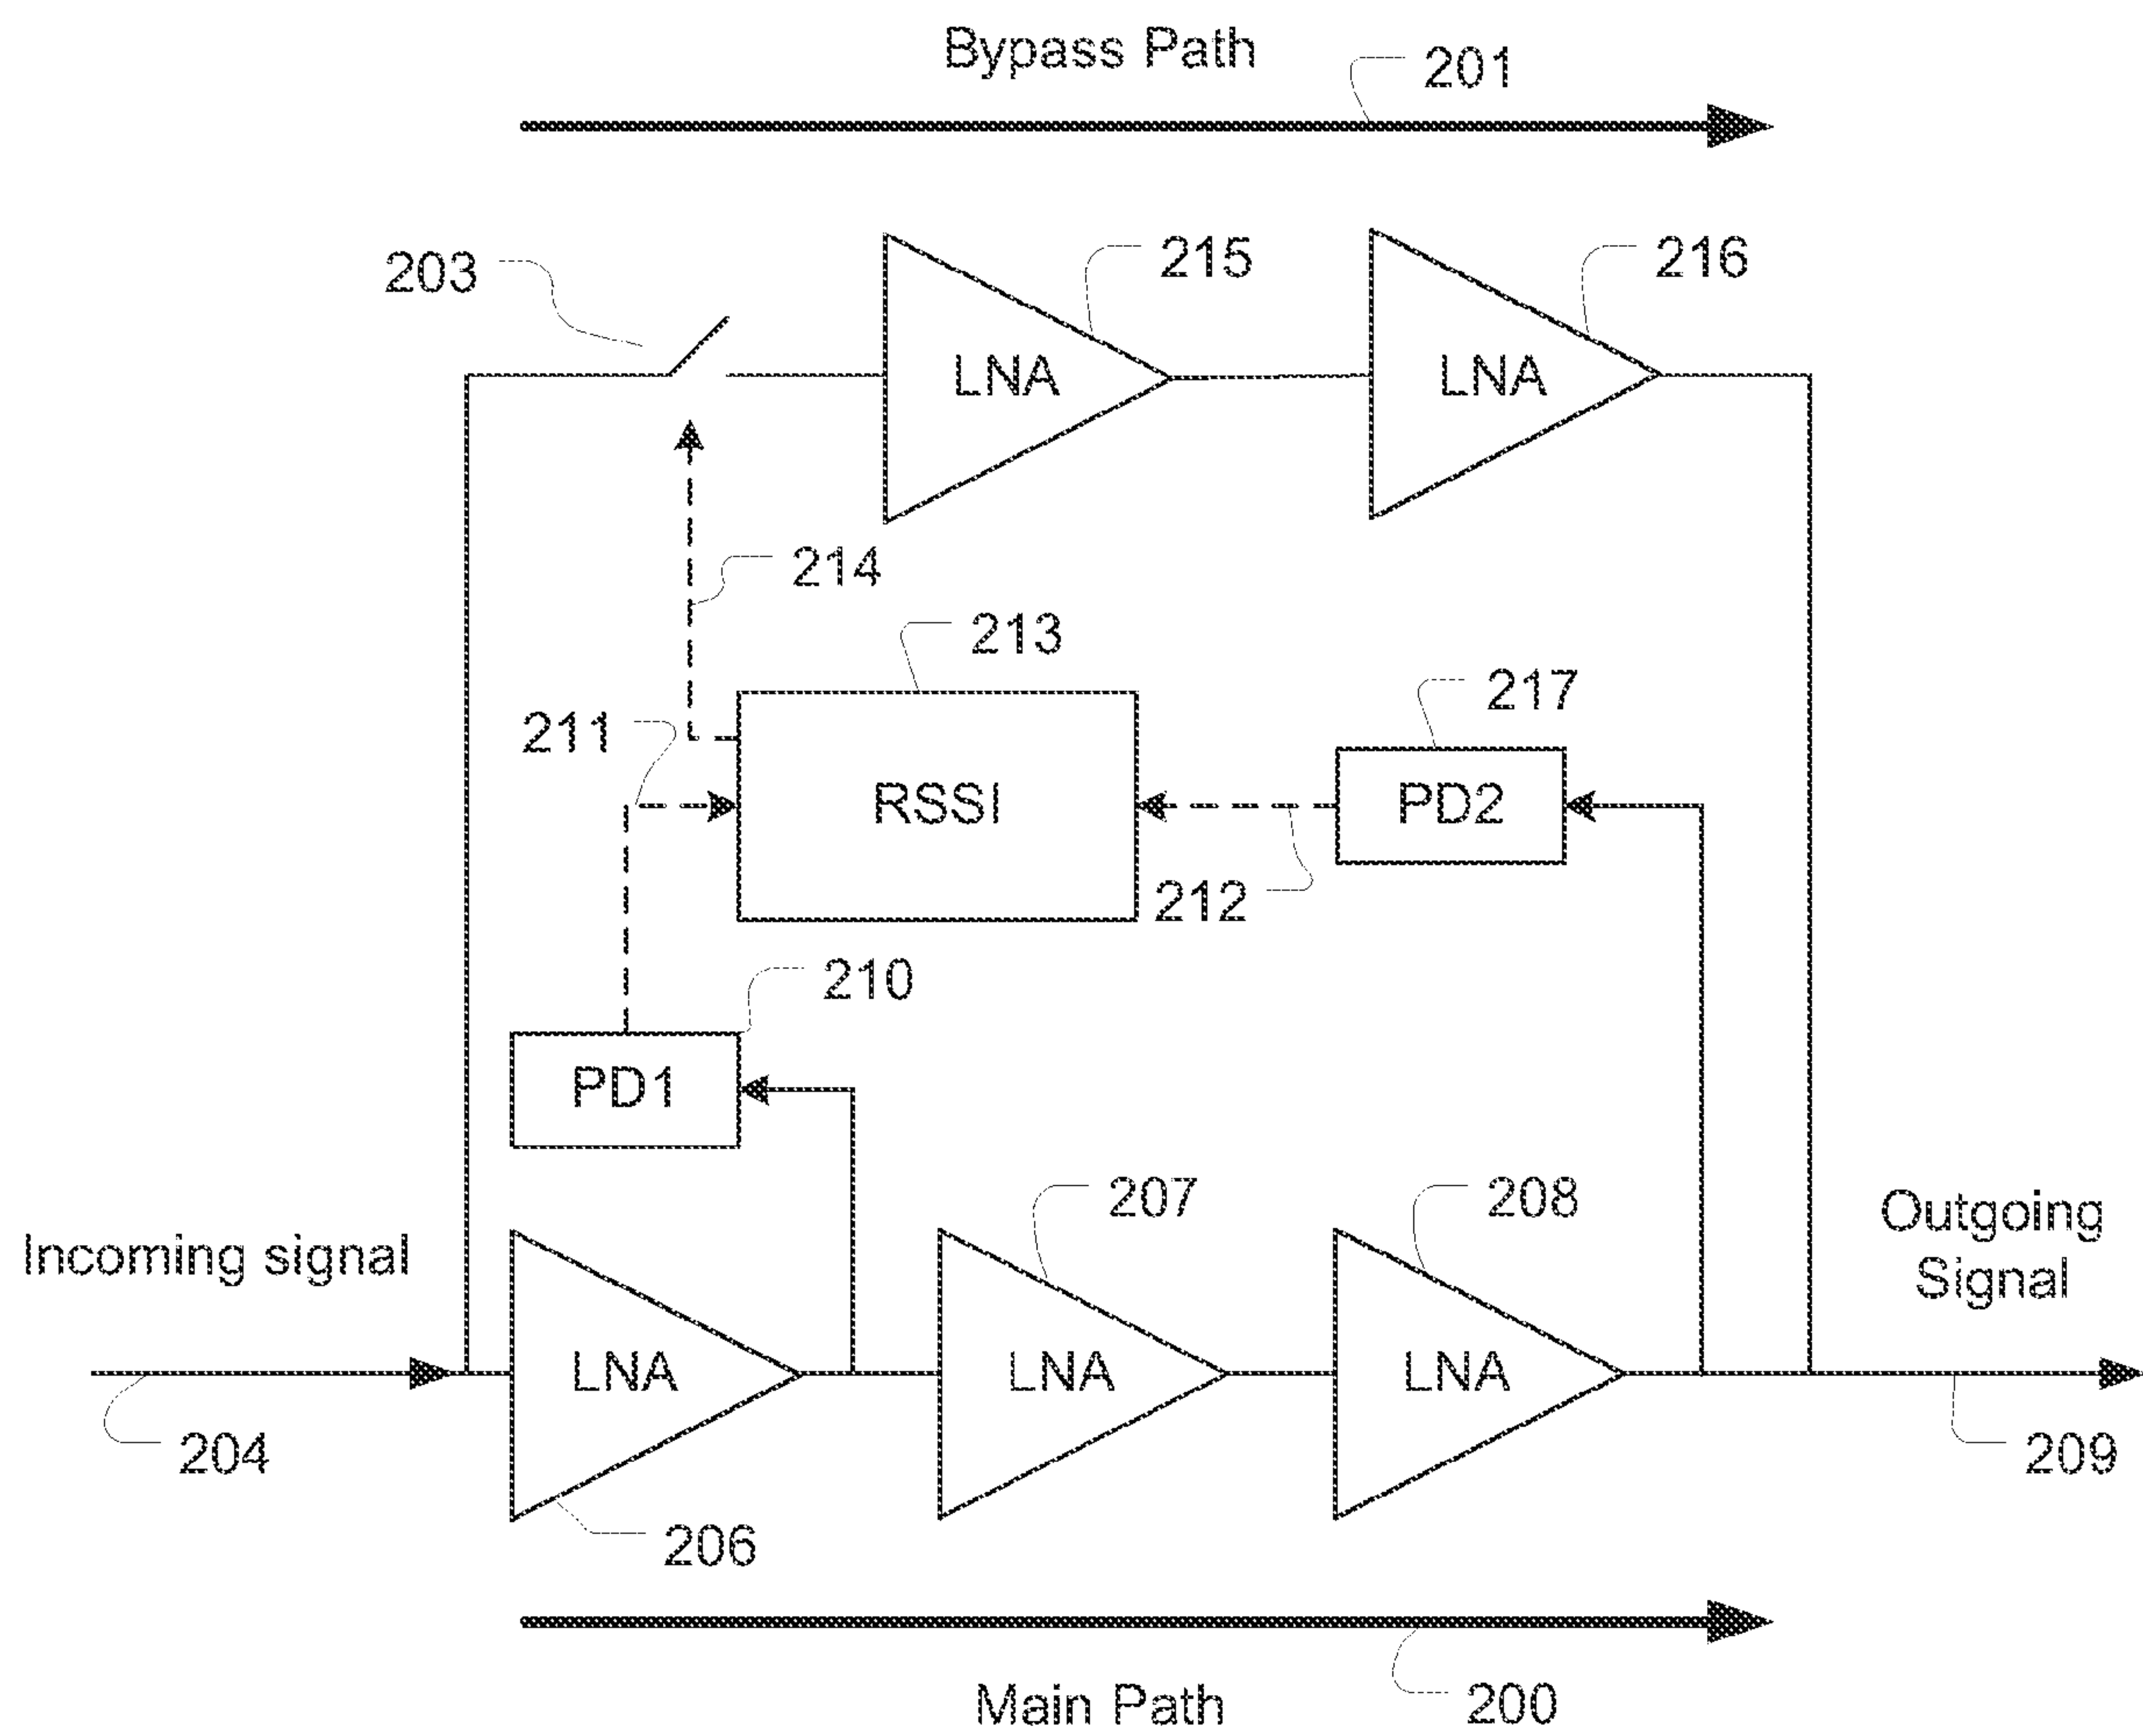 Bypass Path
201
203
215
216
LNA
LNA
214
213
217
211
RSSI
PD2
212
210
PD1
207
208
Incoming signal
Outgoing
Signal
LNA
LNA
LNA
204
209
206
Main Path
200